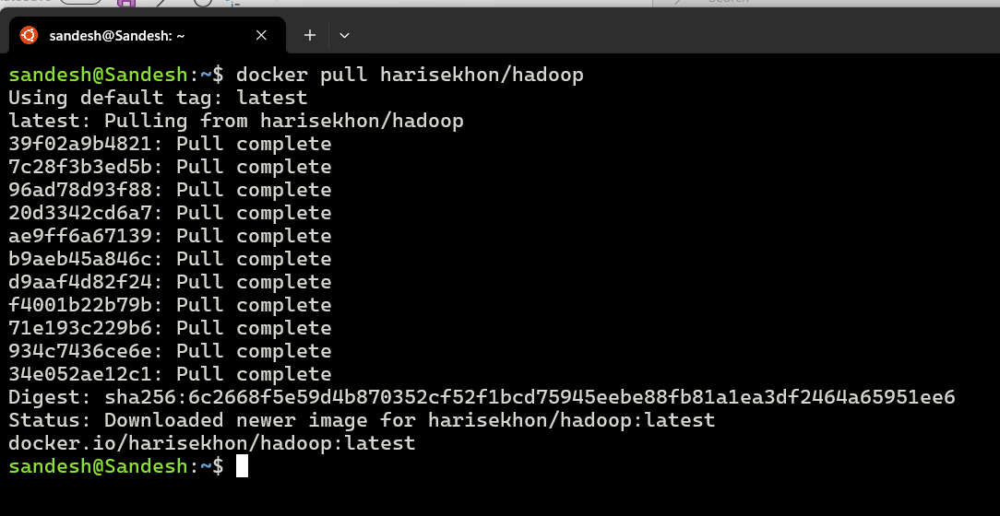 sandesh@Sandesh: ~
sandesh@Sandesh:~$ docker pull harisekhon/hadoop
Using default tag: latest
latest: Pulling from harisekhon/hadoop
39f02a9b4821: Pull complete
7c28f3b3ed5b: Pull complete
96ad78d93f88: Pull complete
20d3342cd6a7: Pull complete
ae9ff6a67139: Pull complete
b9aeb45a846c: Pull complete
d9aaf4d82f24: Pull complete
f4001b22b79b: Pull complete
71e193c229b6: Pull complete
934c7436ce6e: Pull complete
34e052ae12c1: Pull complete
Digest: sha256:6c2668f5e59d4b870352cf52f1bcd75945eebe88fb81a1ea3df2464a65951ee6
Status: Downloaded newer image for harisekhon/hadoop:latest
docker.io/harisekhon/hadoop:latest
sandesh@Sandesh:~$